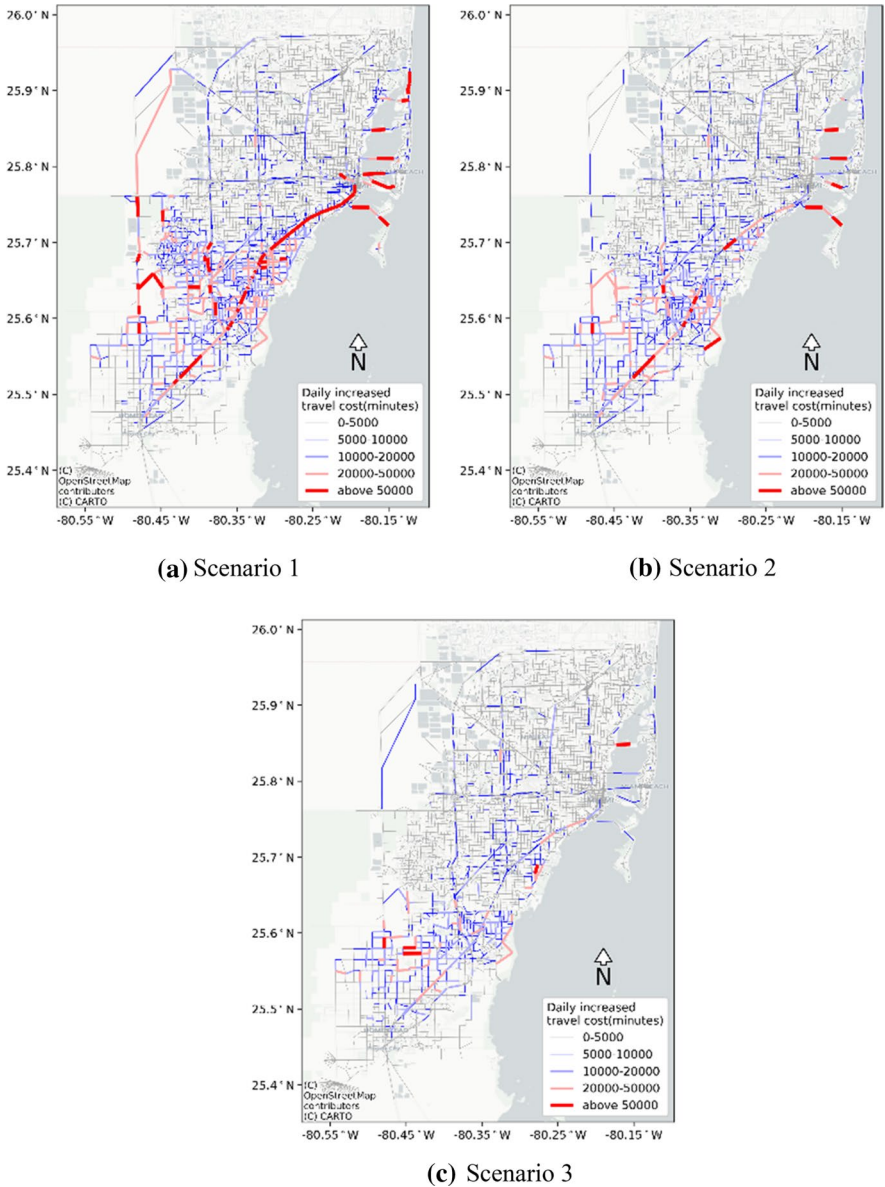 26.0° N
25.9° N
25.8° N
25.7° N
25.6° N
25.5° N
25.4° N
N
Daily increased
travel cost(minutes)
0-5000
5000-10000
10000-20000
20000-50000
above 50000
(C)
OpenStreetMap
contributors
(C) CARTO
-80.55°W -80.45°W -80.35°W -80.25°W -80.15°W
(a) Scenario 1
26.0° N
25.9° N
25.8° N
25.7° N
25.6° N
25.5° N
25.4° N
N
Daily increased
travel cost(minutes)
0-5000
5000-10000
10000-20000
20000-50000
above 50000
(C)
OpenStreetMap
contributors
(C) CARTO
-80.55°W -80.45°W -80.35°W -80.25°W -80.15°W
(b) Scenario 2
26.0° N
25.9° N
25.8° N
25.7° N
25.6° N
25.5° N
25.4° N
N
Daily increased
travel cost(minutes)
0-5000
5000-10000
10000-20000
20000-50000
above 50000
(C)
OpenStreetMap
contributors
(C) CARTO
-80.55°W -80.45°W -80.35°W -80.25°W -80.15°W
(c) Scenario 3